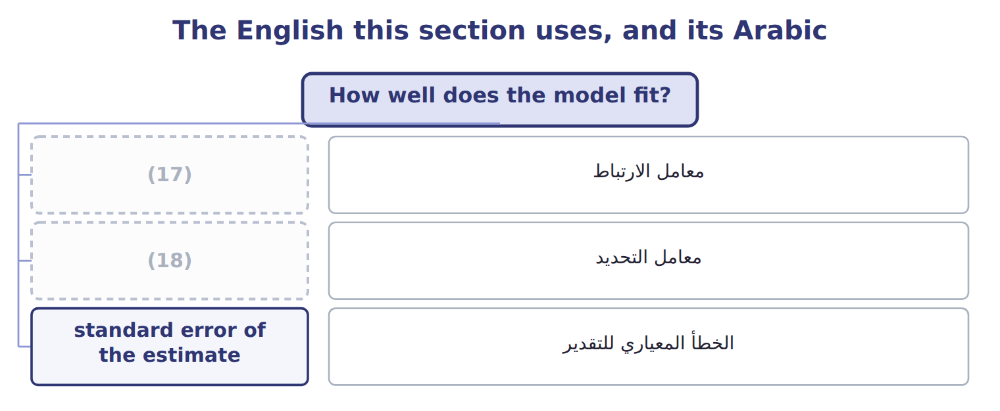 The English this section uses, and its Arabic
How well does the model fit?
(17)
معامل الارتباط
(18)
معامل التحديد
standard error of
the estimate
الخطأ المعياري للتقدير